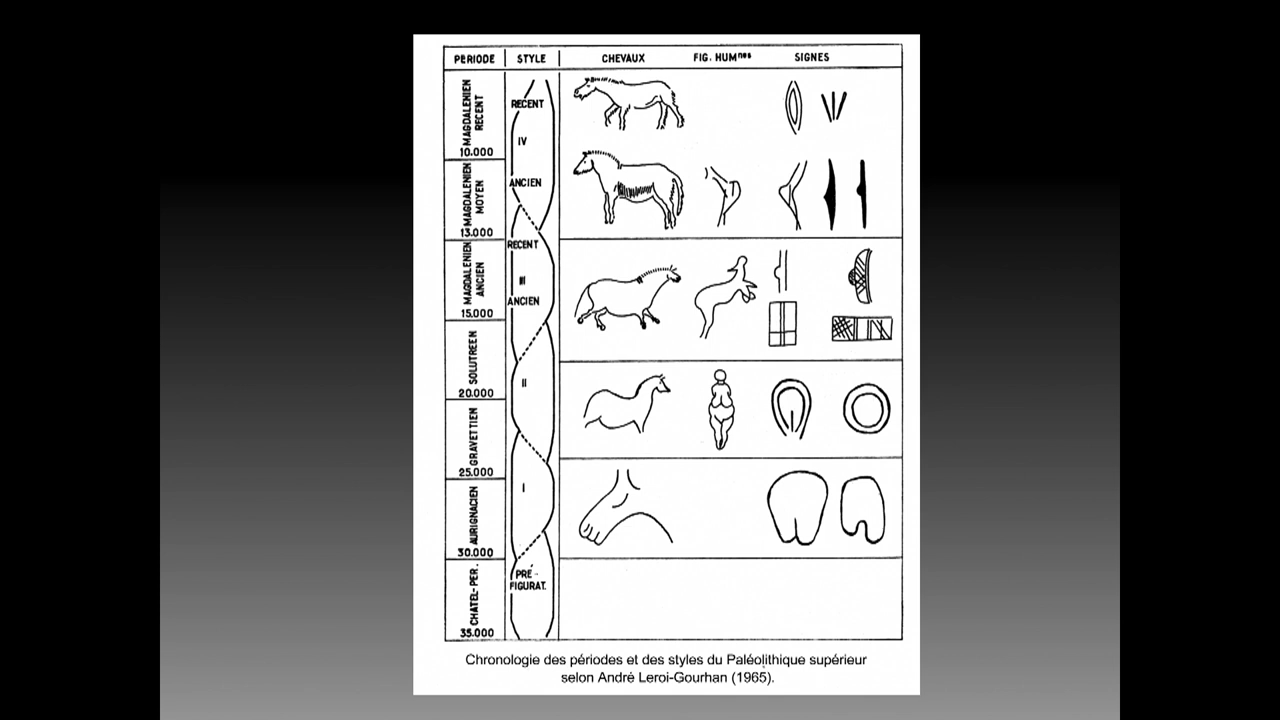 PERIODE STYLE CHEVAUX FIG. HUMnes SIGNES
MAGDALENIEN
RECENT
10.000
MAGDALENIEN
MOYEN
13.000
MAGDALENIEN
ANCIEN
15.000
SOLUTREEN
20.000
GRAVETTIEN
25.000
AURIGNACIEN
30.000
CHATEL-PER.
35.000
RECENT
IV
ANCIEN
RECENT
III
ANCIEN
II
I
PRÉ-
FIGURAT.
Chronologie des périodes et des styles du Paléolithique supérieur
selon André Leroi-Gourhan (1965).